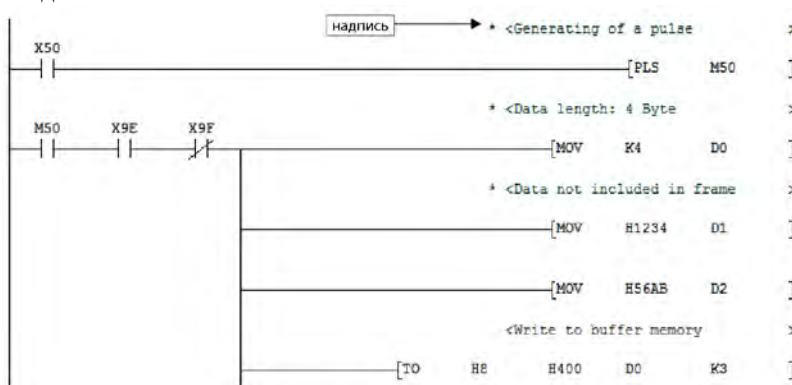 надпись
* <Generating of a pulse >
X50
[PLS M50 ]
* <Data length: 4 Byte >
M50 X9E X9F
[MOV K4 D0 ]
* <Data not included in frame >
[MOV H1234 D1 ]
[MOV H56AB D2 ]
<Write to buffer memory >
[TO H8 H400 D0 K3 ]